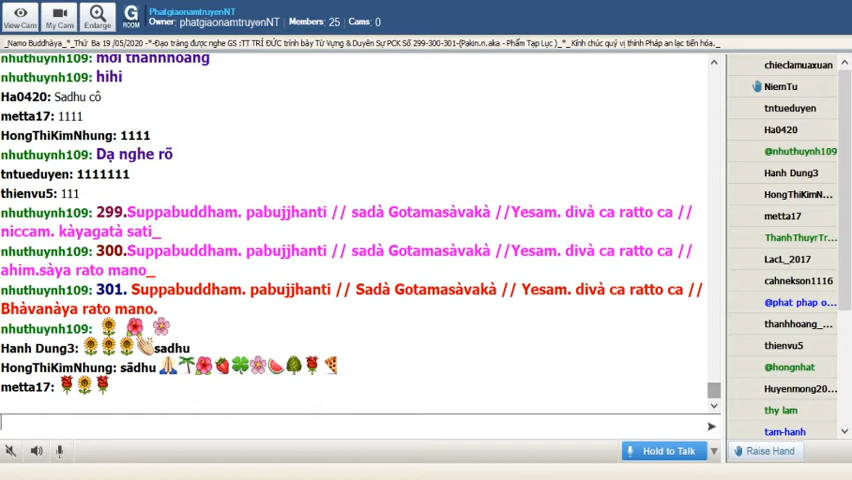 View Cam
My Cam
Enlarge
G
ROOM
PhatgiaonamtruyenNT
Owner: phatgiaonamtruyenNT Members: 25 Cams: 0
_Namo Buddhàya_*_Thứ Ba 19 /05/2020 -*-Đạo tràng được nghe GS :TT TRÍ ĐỨC trình bày Từ Vựng & Duyên Sự PCK Số 299-300-301-(Pakin.n.aka - Phẩm Tạp Lục )_*_ Kính chúc quý vị thính Pháp an lạc tiến hóa._
nhuthuynh109: mời thanhhoang
nhuthuynh109: hihi
Ha0420: Sadhu cô
metta17: 1111
HongThiKimNhung: 1111
nhuthuynh109: Dạ nghe rõ
tntueduyen: 1111111
thienvu5: 111
nhuthuynh109: 299.Suppabuddham. pabujjhanti // sadà Gotamasàvakà //Yesam. divà ca ratto ca //
niccam. kàyagatà sati_
nhuthuynh109: 300.Suppabuddham. pabujjhanti // sadà Gotamasàvakà //Yesam. divà ca ratto ca //
ahim.sàya rato mano_
nhuthuynh109: 301. Suppabuddham. pabujjhanti // Sadà Gotamasàvakà // Yesam. divà ca ratto ca //
Bhàvanàya rato mano.
nhuthuynh109:
Hanh Dung3: sadhu
HongThiKimNhung: sādhu
metta17:
chieclamuaxuan
NiemTu
tntueduyen
Ha0420
@nhuthuynh109
Hanh Dung3
HongThiKimN...
metta17
ThanhThuyrTr...
LacL_2017
cahnekson1116
@phat phap o...
thanhhoang_...
thienvu5
@hongnhat
Huyenmong20...
thy lam
tam-hanh
Hold to Talk
Raise Hand